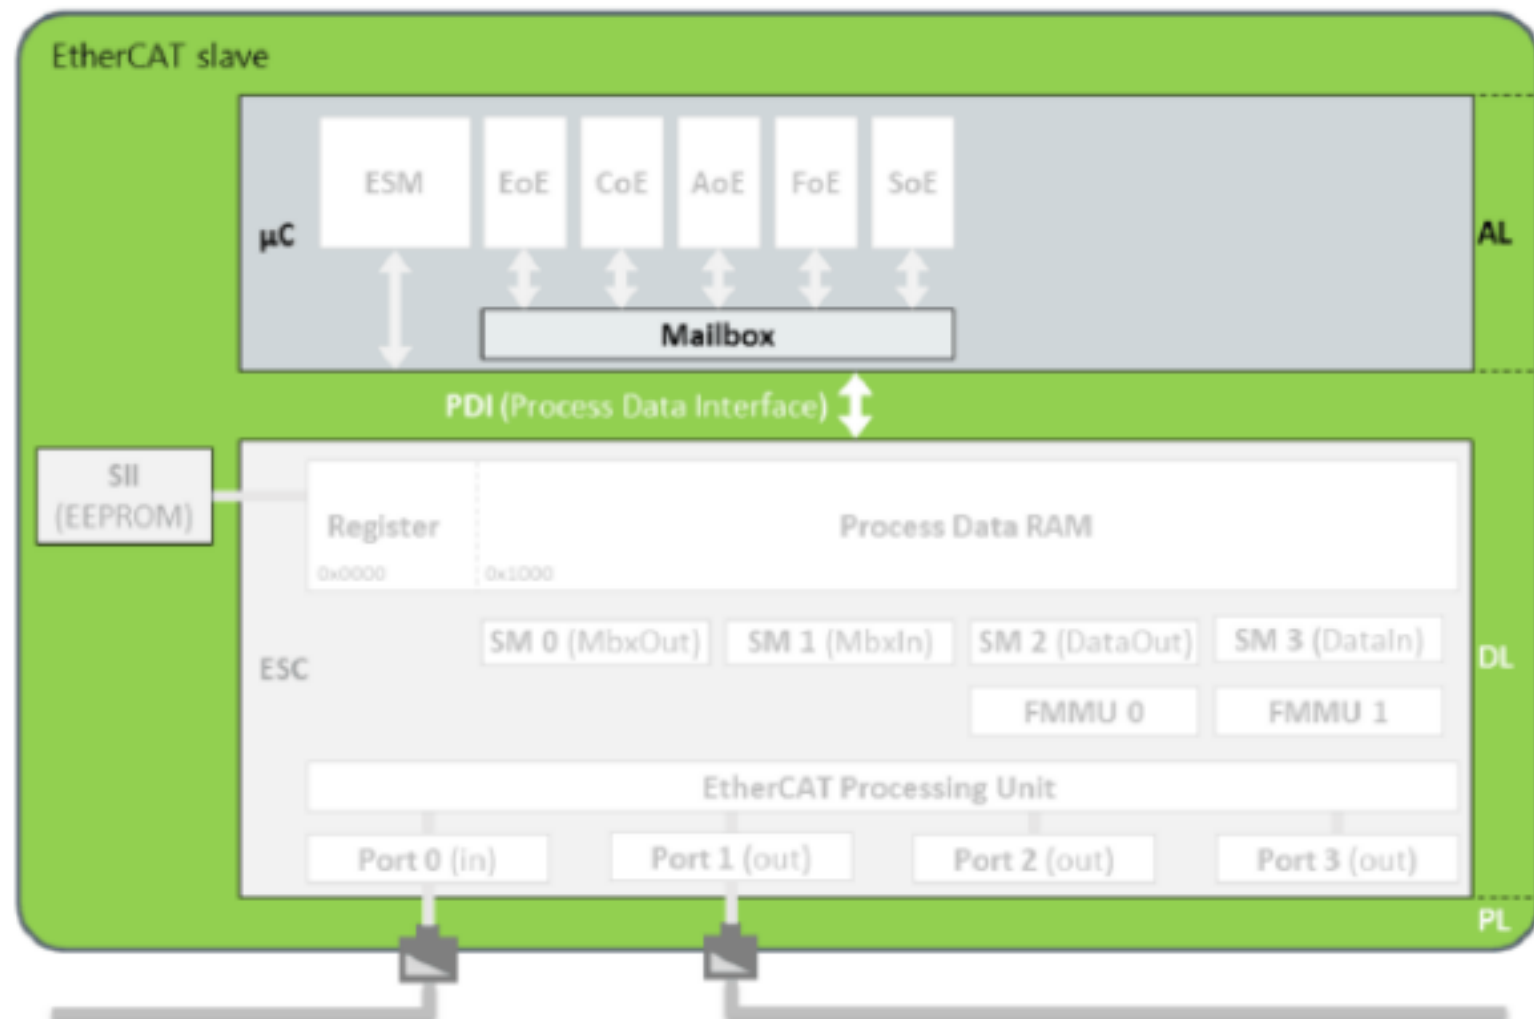 EtherCAT slave
ESM
EoE
CoE
AoE
FoE
SoE
µC
AL
Mailbox
PDI (Process Data Interface)
SII
(EEPROM)
Register
Process Data RAM
0x0000
0x1000
SM 0 (MbxOut)
SM 1 (MbxIn)
SM 2 (DataOut)
SM 3 (DataIn)
ESC
DL
FMMU 0
FMMU 1
EtherCAT Processing Unit
Port 0 (in)
Port 1 (out)
Port 2 (out)
Port 3 (out)
PL